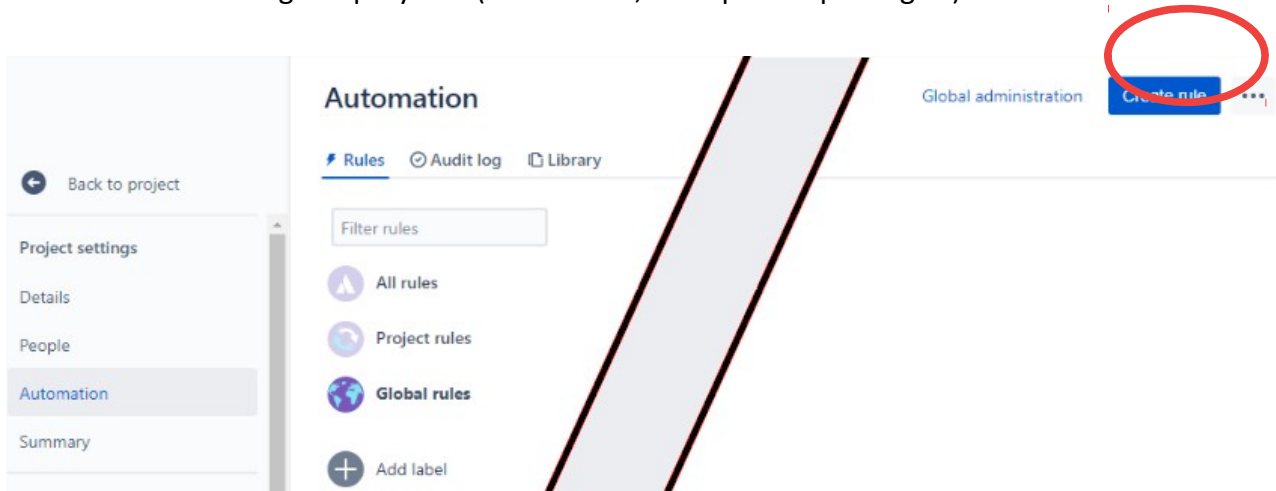 Automation
Global administration
Create rule
Rules
Audit log
Library
Back to project
Filter rules
Project settings
All rules
Details
Project rules
People
Automation
Global rules
Summary
Add label